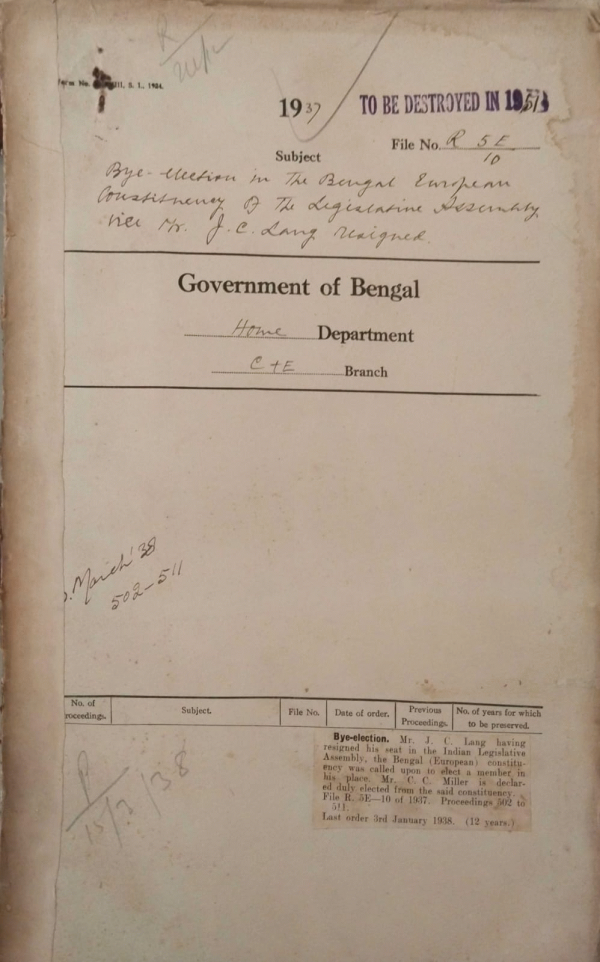 R
1937 TO BE DESTROYED IN 19
File No. R 5E
10
Subject
Bye-election in The Bengal European
Constituency of The Legislative Assembly
vice Mr. J. C. Lang resigned.
Government of Bengal
Home Department
C+E Branch
March '38
502-511
No. of
roceedings.
Subject.
File No.
Date of order.
Previous
Proceedings.
No. of years for which
to be preserved.
Bye-election. Mr. J. C. Lang having
resigned his seat in the Indian Legislative
Assembly, the Bengal (European) constitu-
ency was called upon to elect a member in
his place. Mr. C. C. Miller is declar-
ed duly elected from the said constituency.
File R. 5E—10 of 1937. Proceedings 502 to
511.
Last order 3rd January 1938. (12 years.)
15/3/38